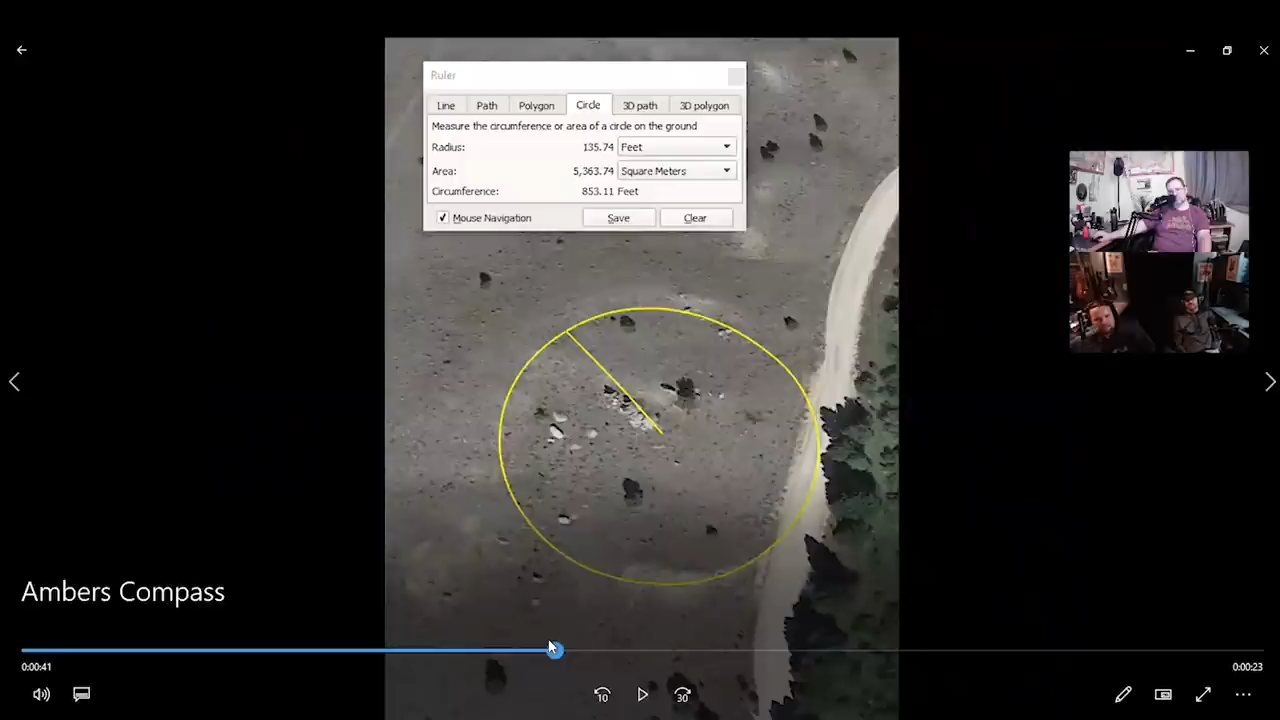 Ruler
Line Path Polygon Circle 3D path 3D polygon
Measure the circumference or area of a circle on the ground
Radius: 135.74 Feet
Area: 5,363.74 Square Meters
Circumference: 853.11 Feet
Mouse Navigation Save Clear
Ambers Compass
0:00:41 0:00:23
10 30